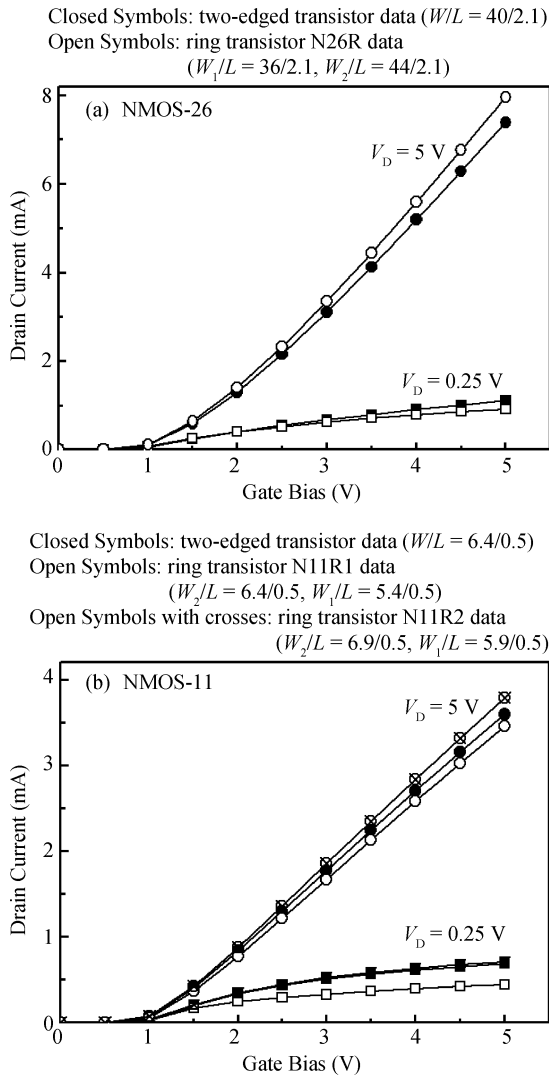 Closed Symbols: two-edged transistor data (W/L = 40/2.1)
Open Symbols: ring transistor N26R data
(W1/L = 36/2.1, W2/L = 44/2.1)
8
(a) NMOS-26
VD = 5 V
6
Drain Current (mA)
4
2
VD = 0.25 V
0
0 1 2 3 4 5
Gate Bias (V)
Closed Symbols: two-edged transistor data (W/L = 6.4/0.5)
Open Symbols: ring transistor N11R1 data
(W2/L = 6.4/0.5, W1/L = 5.4/0.5)
Open Symbols with crosses: ring transistor N11R2 data
(W2/L = 6.9/0.5, W1/L = 5.9/0.5)
4
(b) NMOS-11
VD = 5 V
3
Drain Current (mA)
2
1
VD = 0.25 V
0
0 1 2 3 4 5
Gate Bias (V)